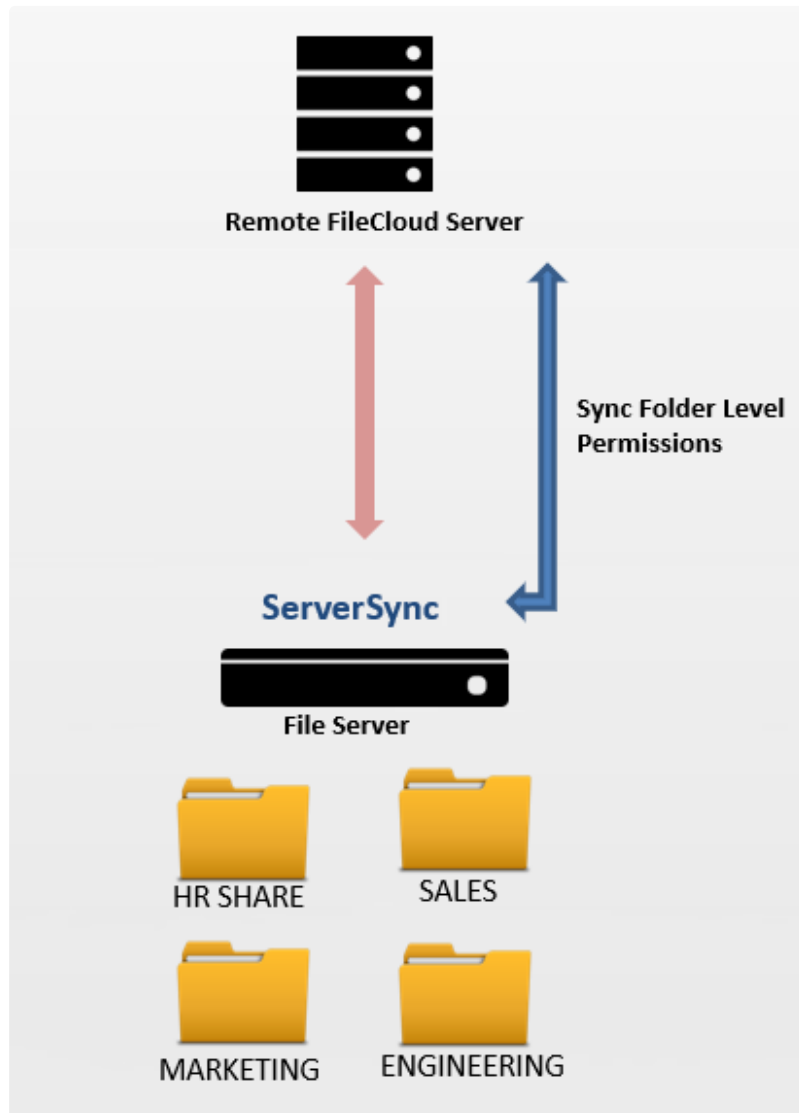 Remote FileCloud Server
Sync Folder Level
Permissions
ServerSync
File Server
HR SHARE
SALES
MARKETING
ENGINEERING